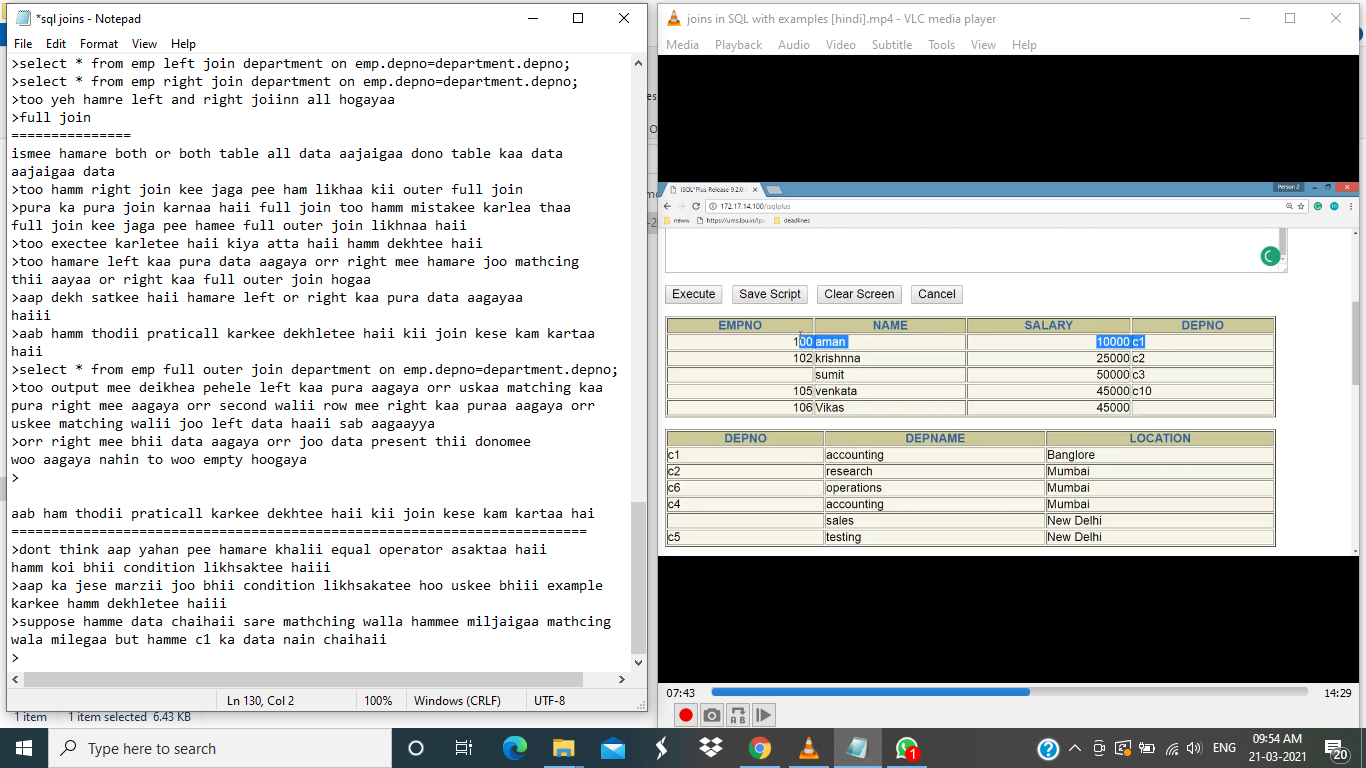 *sql joins - Notepad
File Edit Format View Help
>select * from emp left join department on emp.depno=department.depno;
>select * from emp right join department on emp.depno=department.depno;
>too yeh hamre left and right joiinn all hogayaa
>full join
===============
ismee hamare both or both table all data aajaigaa dono table kaa data
aajaigaa data
>too hamm right join kee jaga pee ham likhaa kii outer full join
>pura ka pura join karnaa haii full join too hamm mistakee karlea thaa
full join kee jaga pee hamee full outer join likhnaa haii
>too exectee karletee haii kiya atta haii hamm dekhtee haii
>too hamare left kaa pura data aagaya orr right mee hamare joo mathcing
thii aayaa or right kaa full outer join hogaa
>aap dekh satkee haii hamare left or right kaa pura data aagayaa
haiii
>aab hamm thodii praticall karkee dekhletee haii kii join kese kam kartaa
haii
>select * from emp full outer join department on emp.depno=department.depno;
>too output mee deikhea pehele left kaa pura aagaya orr uskaa matching kaa
pura right mee aagaya orr second walii row mee right kaa puraa aagaya orr
uskee matching walii joo left data haaii sab aagaayya
>orr right mee bhii data aagaya orr joo data present thii donomee
woo aagaya nahin to woo empty hoogaya
>
aab ham thodii praticall karkee dekhtee haii kii join kese kam kartaa hai
=======================================================================
>dont think aap yahan pee hamare khalii equal operator asaktaa haii
hamm koi bhii condition likhsaktee haiii
>aap ka jese marzii joo bhii condition likhsakatee hoo uskee bhiii example
karkee hamm dekhletee haiii
>suppose hamme data chaihaii sare mathching walla hammee miljaigaa mathcing
wala milegaa but hamme c1 ka data nain chaihaii
>
Ln 130, Col 2 100% Windows (CRLF) UTF-8
1 item 1 item selected 6.43 KB
joins in SQL with examples [hindi].mp4 - VLC media player
Media Playback Audio Video Subtitle Tools View Help
iSQL*Plus Release 9.2.0. Person 2
172.17.14.100/isqlplus
neww https://ums.lpu.in/lpu deadlines
Execute Save Script Clear Screen Cancel
EMPNO NAME SALARY DEPNO
100 aman 10000 c1
102 krishnna 25000 c2
sumit 50000 c3
105 venkata 45000 c10
106 Vikas 45000
DEPNO DEPNAME LOCATION
c1 accounting Banglore
c2 research Mumbai
c6 operations Mumbai
c4 accounting Mumbai
sales New Delhi
c5 testing New Delhi
07:43 14:29
Type here to search
1
ENG
09:54 AM
21-03-2021
20